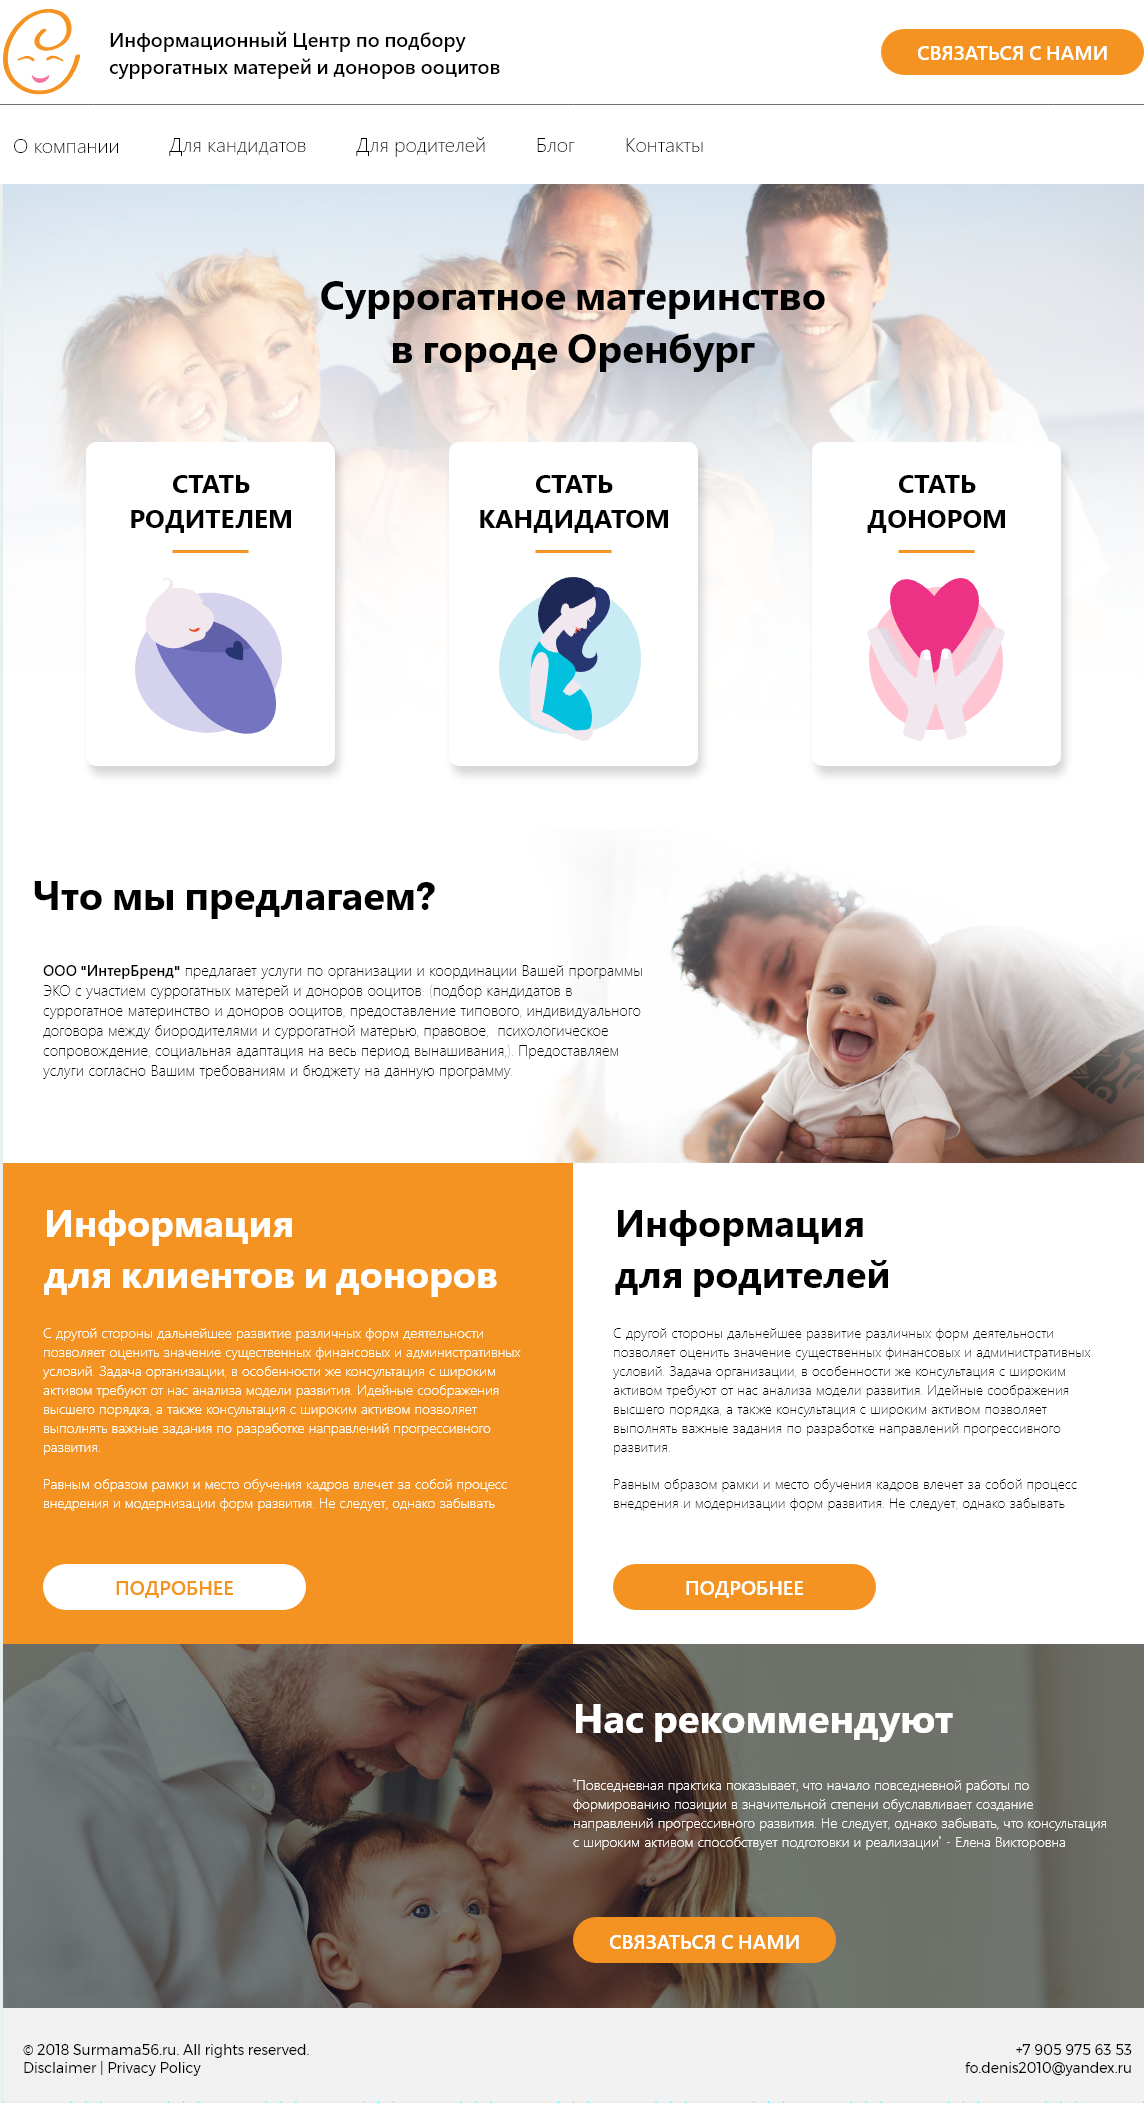 Информационный Центр по подбору
суррогатных матерей и доноров ооцитов
СВЯЗАТЬСЯ С НАМИ
О компании Для кандидатов Для родителей Блог Контакты
Суррогатное материнство
в городе Оренбург
СТАТЬ
РОДИТЕЛЕМ
СТАТЬ
КАНДИДАТОМ
СТАТЬ
ДОНОРОМ
Что мы предлагаем?
ООО "ИнтерБренд" предлагает услуги по организации и координации Вашей программы
ЭКО с участием суррогатных матерей и доноров ооцитов: (подбор кандидатов в
суррогатное материнство и доноров ооцитов, предоставление типового, индивидуального
договора между биородителями и суррогатной матерью, правовое, психологическое
сопровождение, социальная адаптация на весь период вынашивания,). Предоставляем
услуги согласно Вашим требованиям и бюджету на данную программу.
Информация
для клиентов и доноров
С другой стороны дальнейшее развитие различных форм деятельности
позволяет оценить значение существенных финансовых и административных
условий. Задача организации, в особенности же консультация с широким
активом требуют от нас анализа модели развития. Идейные соображения
высшего порядка, а также консультация с широким активом позволяет
выполнять важные задания по разработке направлений прогрессивного
развития.
Равным образом рамки и место обучения кадров влечет за собой процесс
внедрения и модернизации форм развития. Не следует, однако забывать
ПОДРОБНЕЕ
Информация
для родителей
С другой стороны дальнейшее развитие различных форм деятельности
позволяет оценить значение существенных финансовых и административных
условий. Задача организации, в особенности же консультация с широким
активом требуют от нас анализа модели развития. Идейные соображения
высшего порядка, а также консультация с широким активом позволяет
выполнять важные задания по разработке направлений прогрессивного
развития.
Равным образом рамки и место обучения кадров влечет за собой процесс
внедрения и модернизации форм развития. Не следует, однако забывать
ПОДРОБНЕЕ
Нас рекоммендуют
"Повседневная практика показывает, что начало повседневной работы по
формированию позиции в значительной степени обуславливает создание
направлений прогрессивного развития. Не следует, однако забывать, что консультация
с широким активом способствует подготовки и реализации" - Елена Викторовна
СВЯЗАТЬСЯ С НАМИ
© 2018 Surmama56.ru. All rights reserved.
Disclaimer | Privacy Policy
+7 905 975 63 53
fo.denis2010@yandex.ru